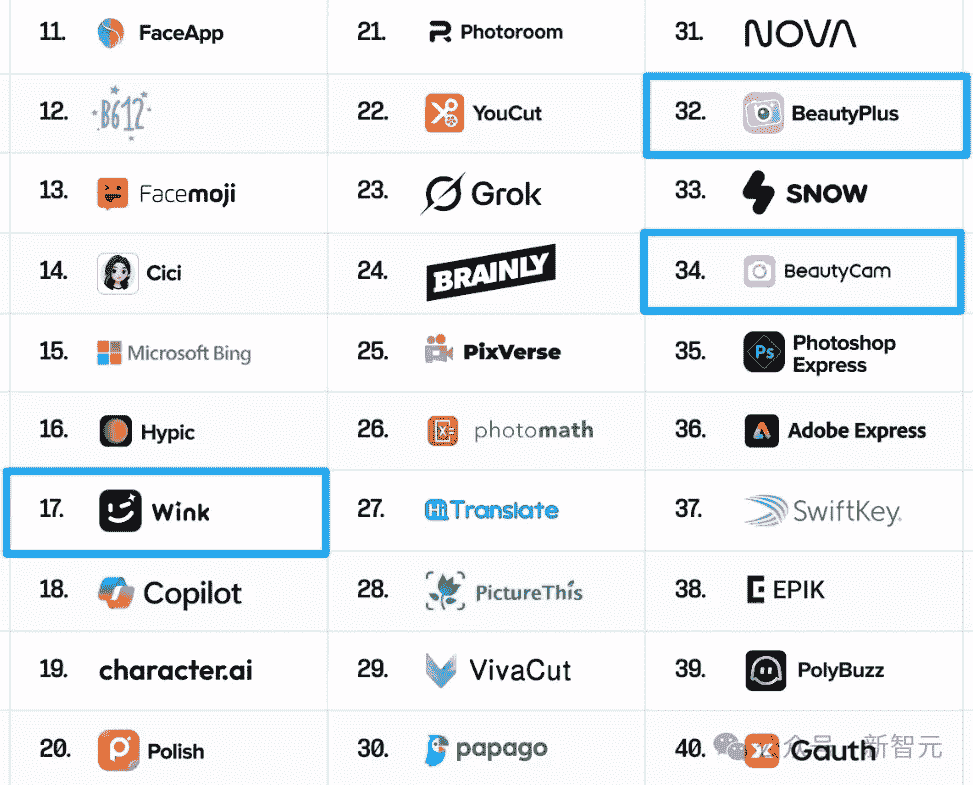 11. FaceApp
12. B612
13. Facemoji
14. Cici
15. Microsoft Bing
16. Hypic
17. Wink
18. Copilot
19. character.ai
20. Polish
21. Photoroom
22. YouCut
23. Grok
24. BRAINLY
25. PixVerse
26. photomath
27. Hi Translate
28. PictureThis
29. VivaCut
30. papago
31. NOVA
32. BeautyPlus
33. SNOW
34. BeautyCam
35. Ps Photoshop
Express
36. Adobe Express
37. SwiftKey
38. EPIK
39. PolyBuzz
40. Gauth
公众号 新智元